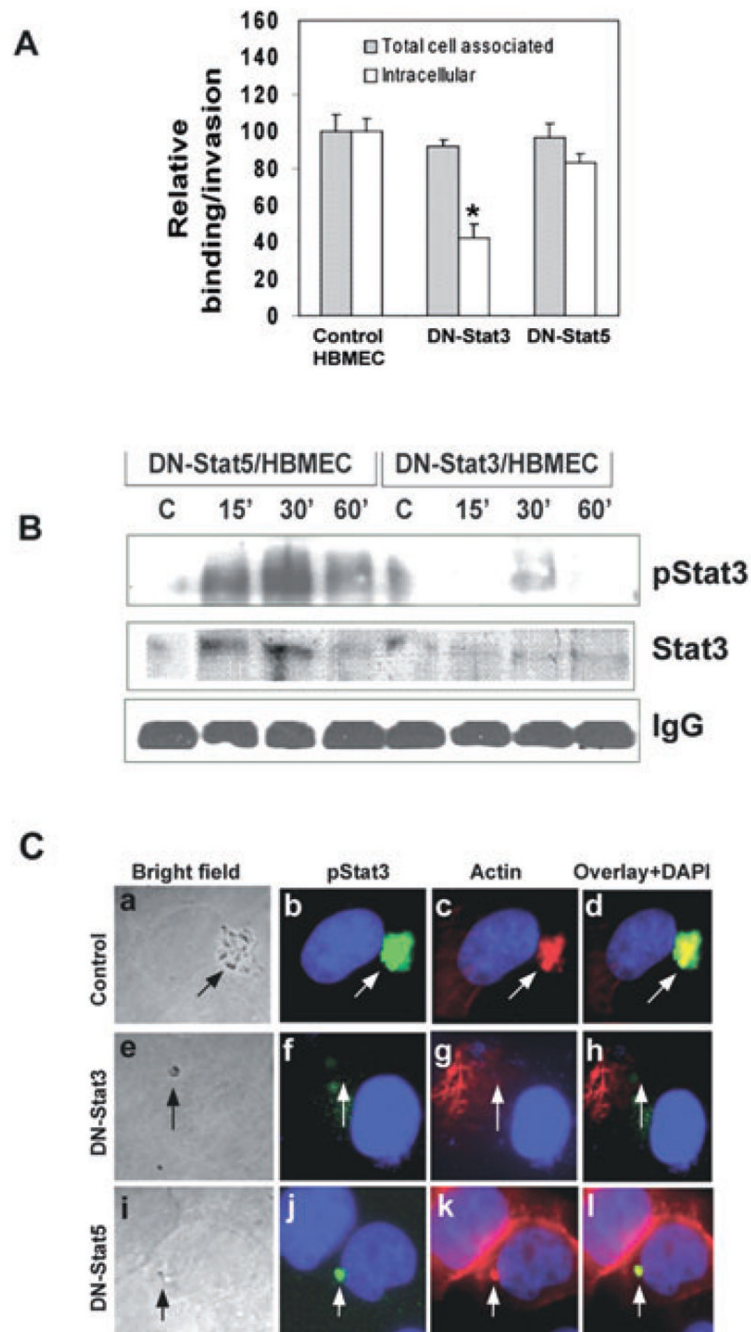 A
160
140
120
100
80
60
40
20
0
Relative
binding/invasion
Total cell associated
Intracellular
*
Control
HBMEC
DN-Stat3
DN-Stat5
B
DN-Stat5/HBMEC DN-Stat3/HBMEC
C 15' 30' 60' C 15' 30' 60'
pStat3
Stat3
IgG
C
Bright field pStat3 Actin Overlay+DAPI
Control
a b c d
DN-Stat3
e f g h
DN-Stat5
i j k l